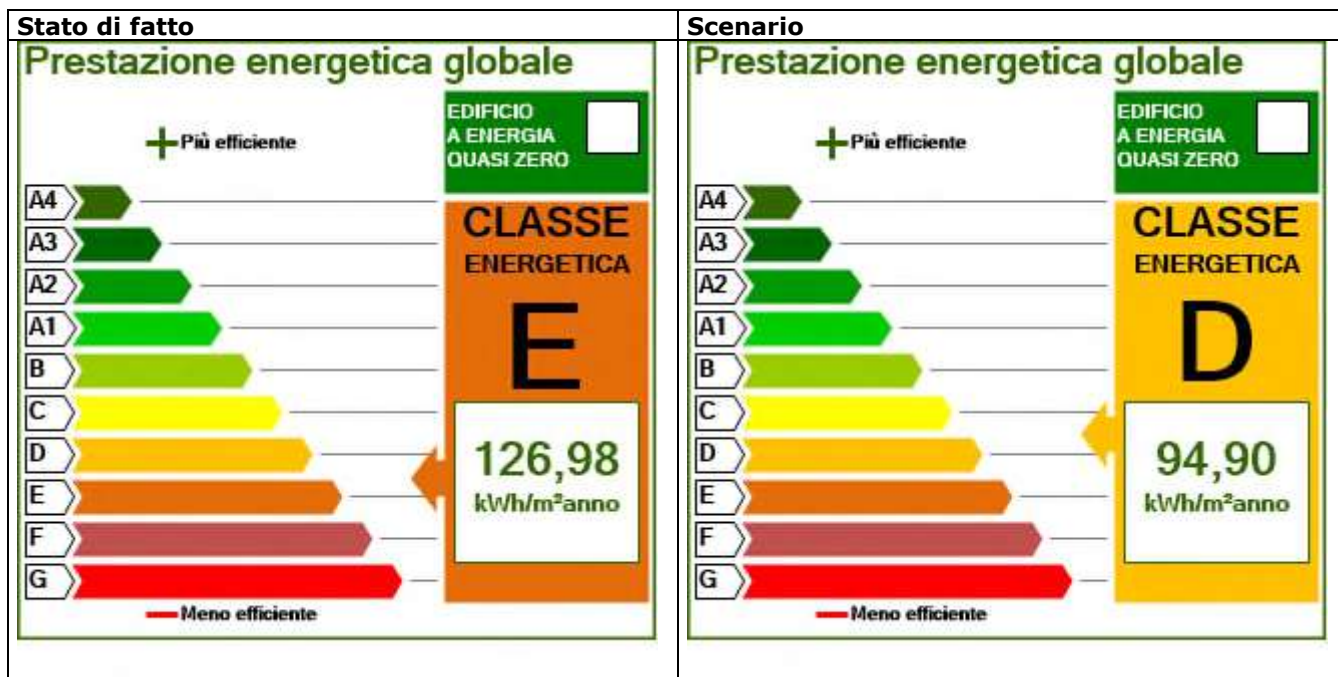 Stato di fatto
Prestazione energetica globale
EDIFICIO
A ENERGIA
QUASI ZERO
Più efficiente
A4
A3
A2
A1
B
C
D
E
F
G
Meno efficiente
CLASSE
ENERGETICA
E
126,98
kWh/m²anno
Scenario
Prestazione energetica globale
EDIFICIO
A ENERGIA
QUASI ZERO
Più efficiente
A4
A3
A2
A1
B
C
D
E
F
G
Meno efficiente
CLASSE
ENERGETICA
D
94,90
kWh/m²anno